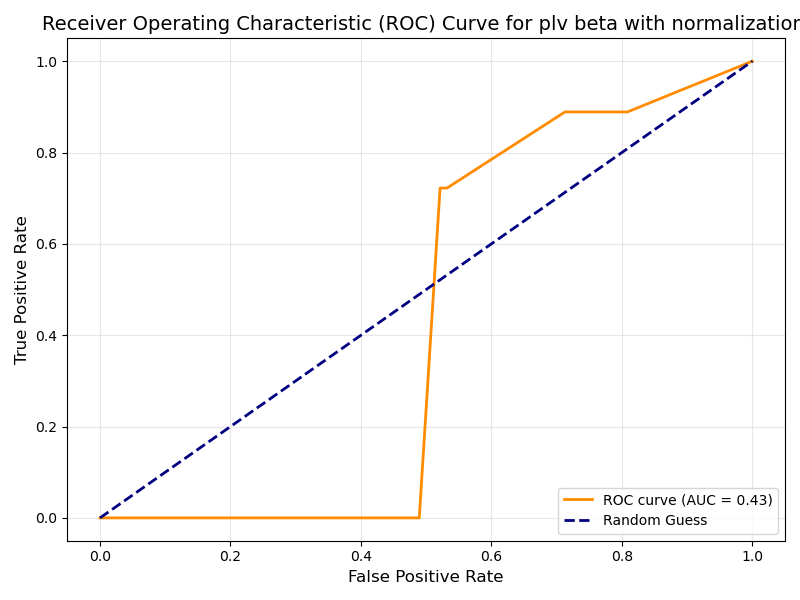 Receiver Operating Characteristic (ROC) Curve for plv beta with normalization
True Positive Rate
1.0
0.8
0.6
0.4
0.2
0.0
0.0 0.2 0.4 0.6 0.8 1.0
False Positive Rate
ROC curve (AUC = 0.43)
Random Guess